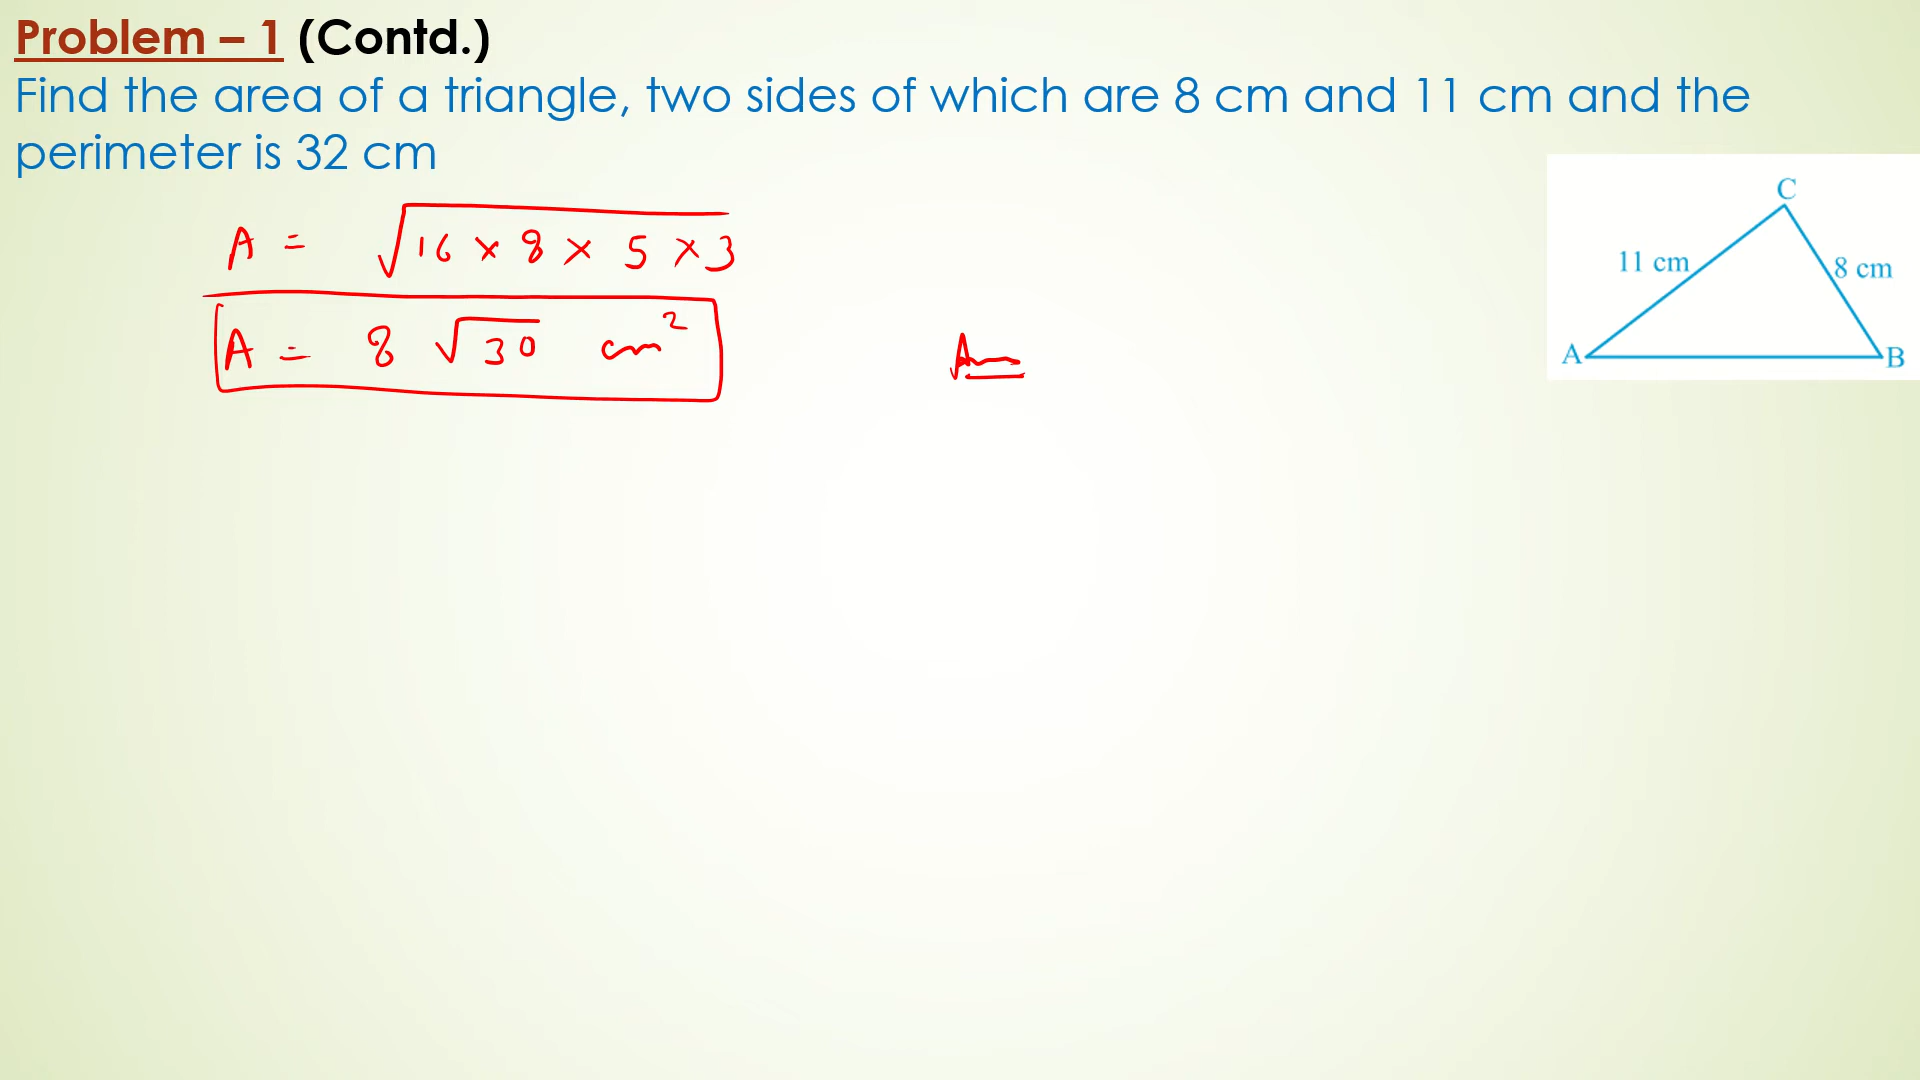 Problem – 1 (Contd.)
Find the area of a triangle, two sides of which are 8 cm and 11 cm and the
perimeter is 32 cm
A = √16 × 8 × 5 × 3
A = 8 √30 cm²
C
11 cm
8 cm
A
B